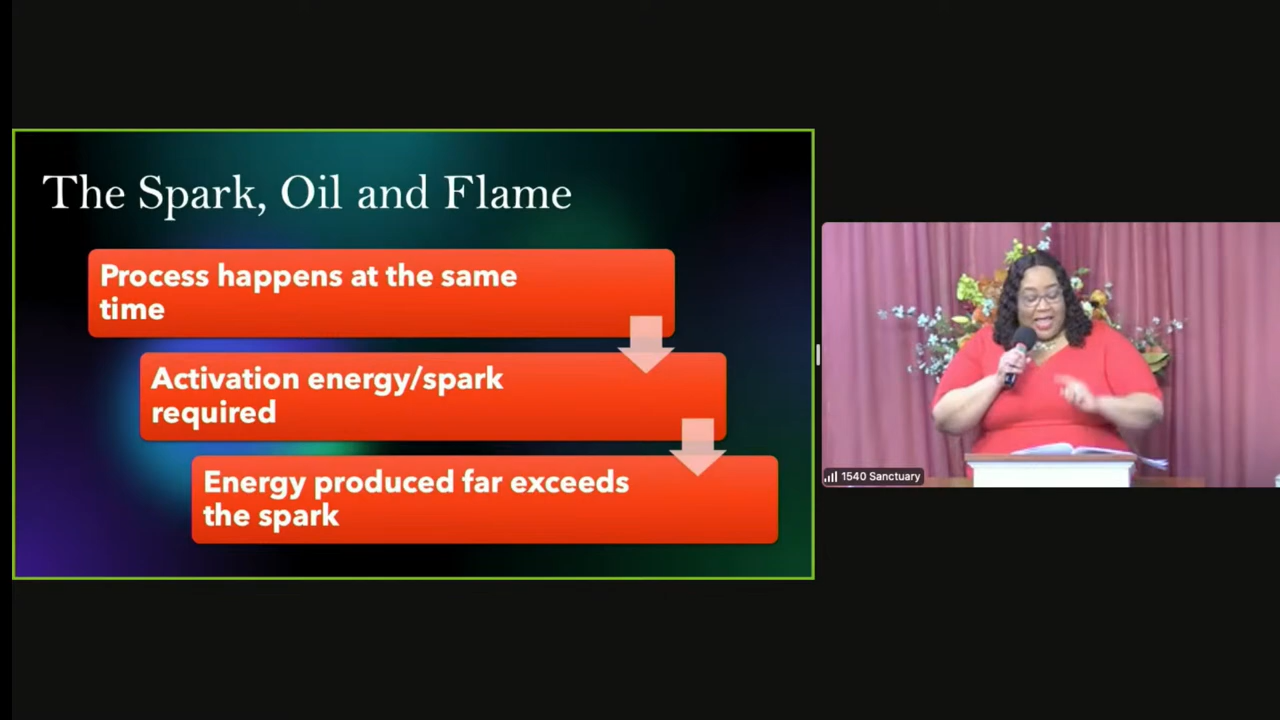 The Spark, Oil and Flame
Process happens at the same
time
Activation energy/spark
required
Energy produced far exceeds
the spark
1540 Sanctuary